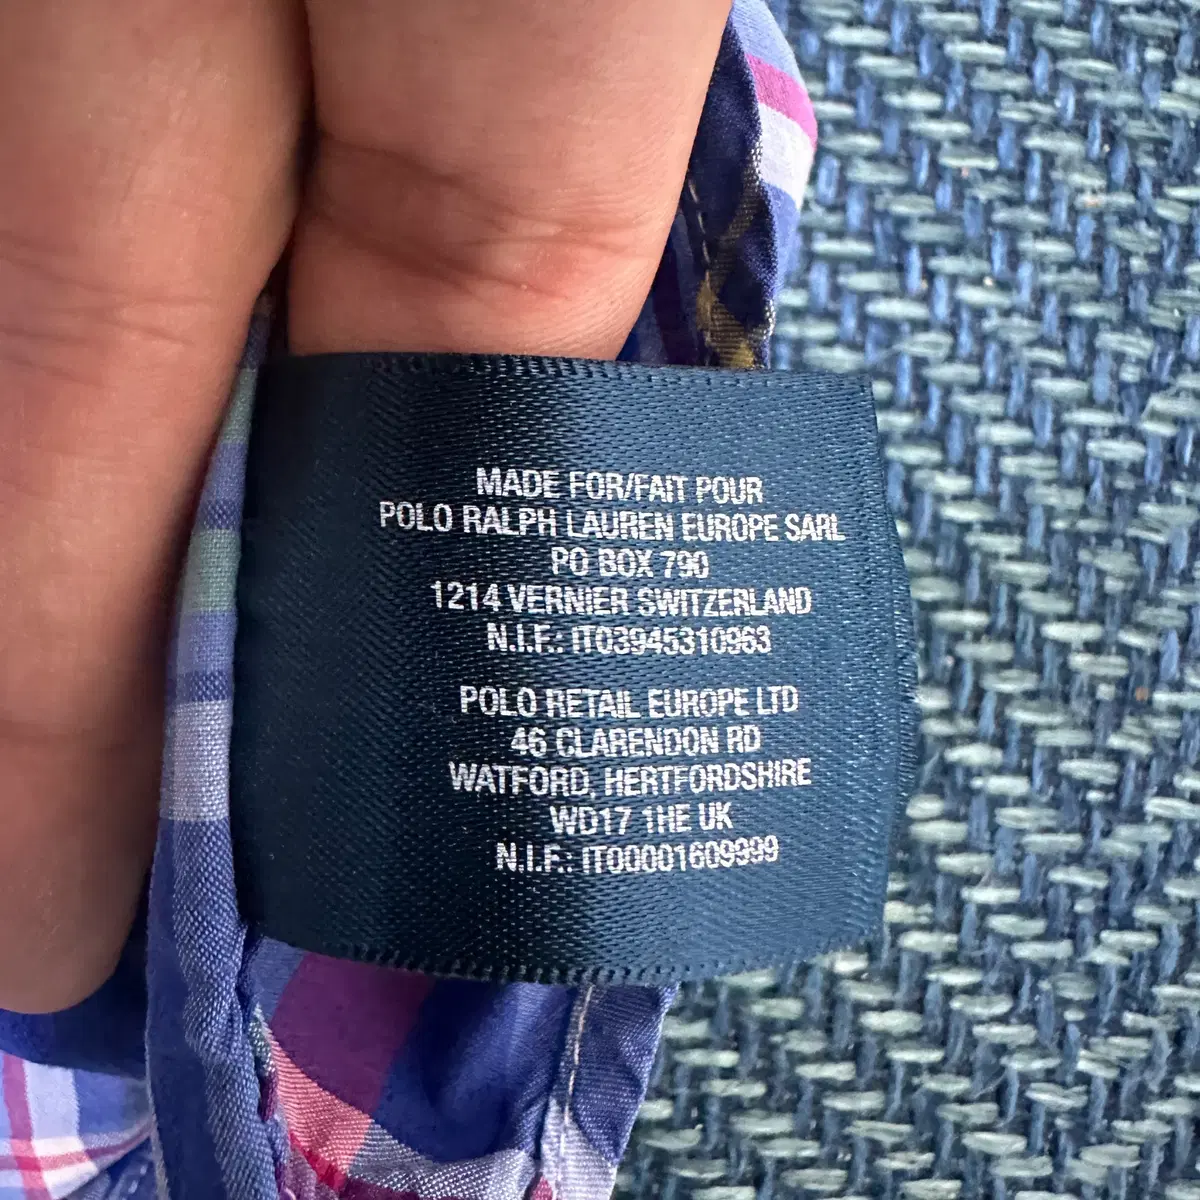 MADE FOR/FAIT POUR
POLO RALPH LAUREN EUROPE SARL
PO BOX 790
1214 VERNIER SWITZERLAND
N.I.F.: IT03945310963
POLO RETAIL EUROPE LTD
46 CLARENDON RD
WATFORD, HERTFORDSHIRE
WD17 1HE UK
N.I.F.: IT00001609999